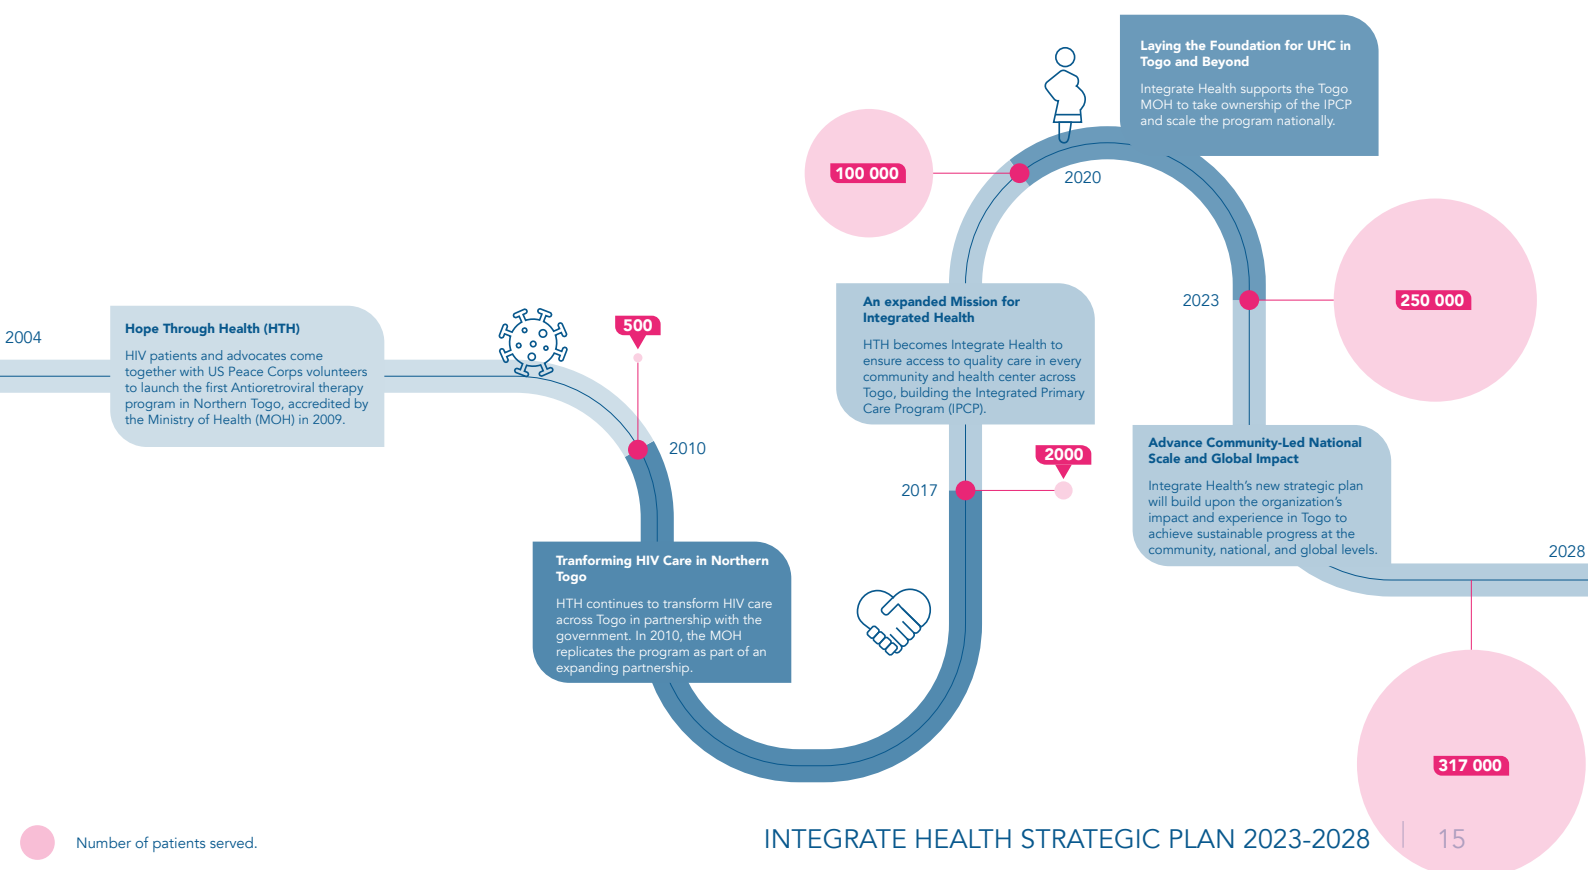 2004
Hope Through Health (HTH)
HIV patients and advocates come
together with US Peace Corps volunteers
to launch the first Antioretroviral therapy
program in Northern Togo, accredited by
the Ministry of Health (MOH) in 2009.
500
2010
Tranforming HIV Care in Northern
Togo
HTH continues to transform HIV care
across Togo in partnership with the
government. In 2010, the MOH
replicates the program as part of an
expanding partnership.
2017
2000
An expanded Mission for
Integrated Health
HTH becomes Integrate Health to
ensure access to quality care in every
community and health center across
Togo, building the Integrated Primary
Care Program (IPCP).
100 000
2020
Laying the Foundation for UHC in
Togo and Beyond
Integrate Health supports the Togo
MOH to take ownership of the IPCP
and scale the program nationally.
2023
250 000
Advance Community-Led National
Scale and Global Impact
Integrate Health's new strategic plan
will build upon the organization's
impact and experience in Togo to
achieve sustainable progress at the
community, national, and global levels.
2028
317 000
Number of patients served.
INTEGRATE HEALTH STRATEGIC PLAN 2023-2028 | 15